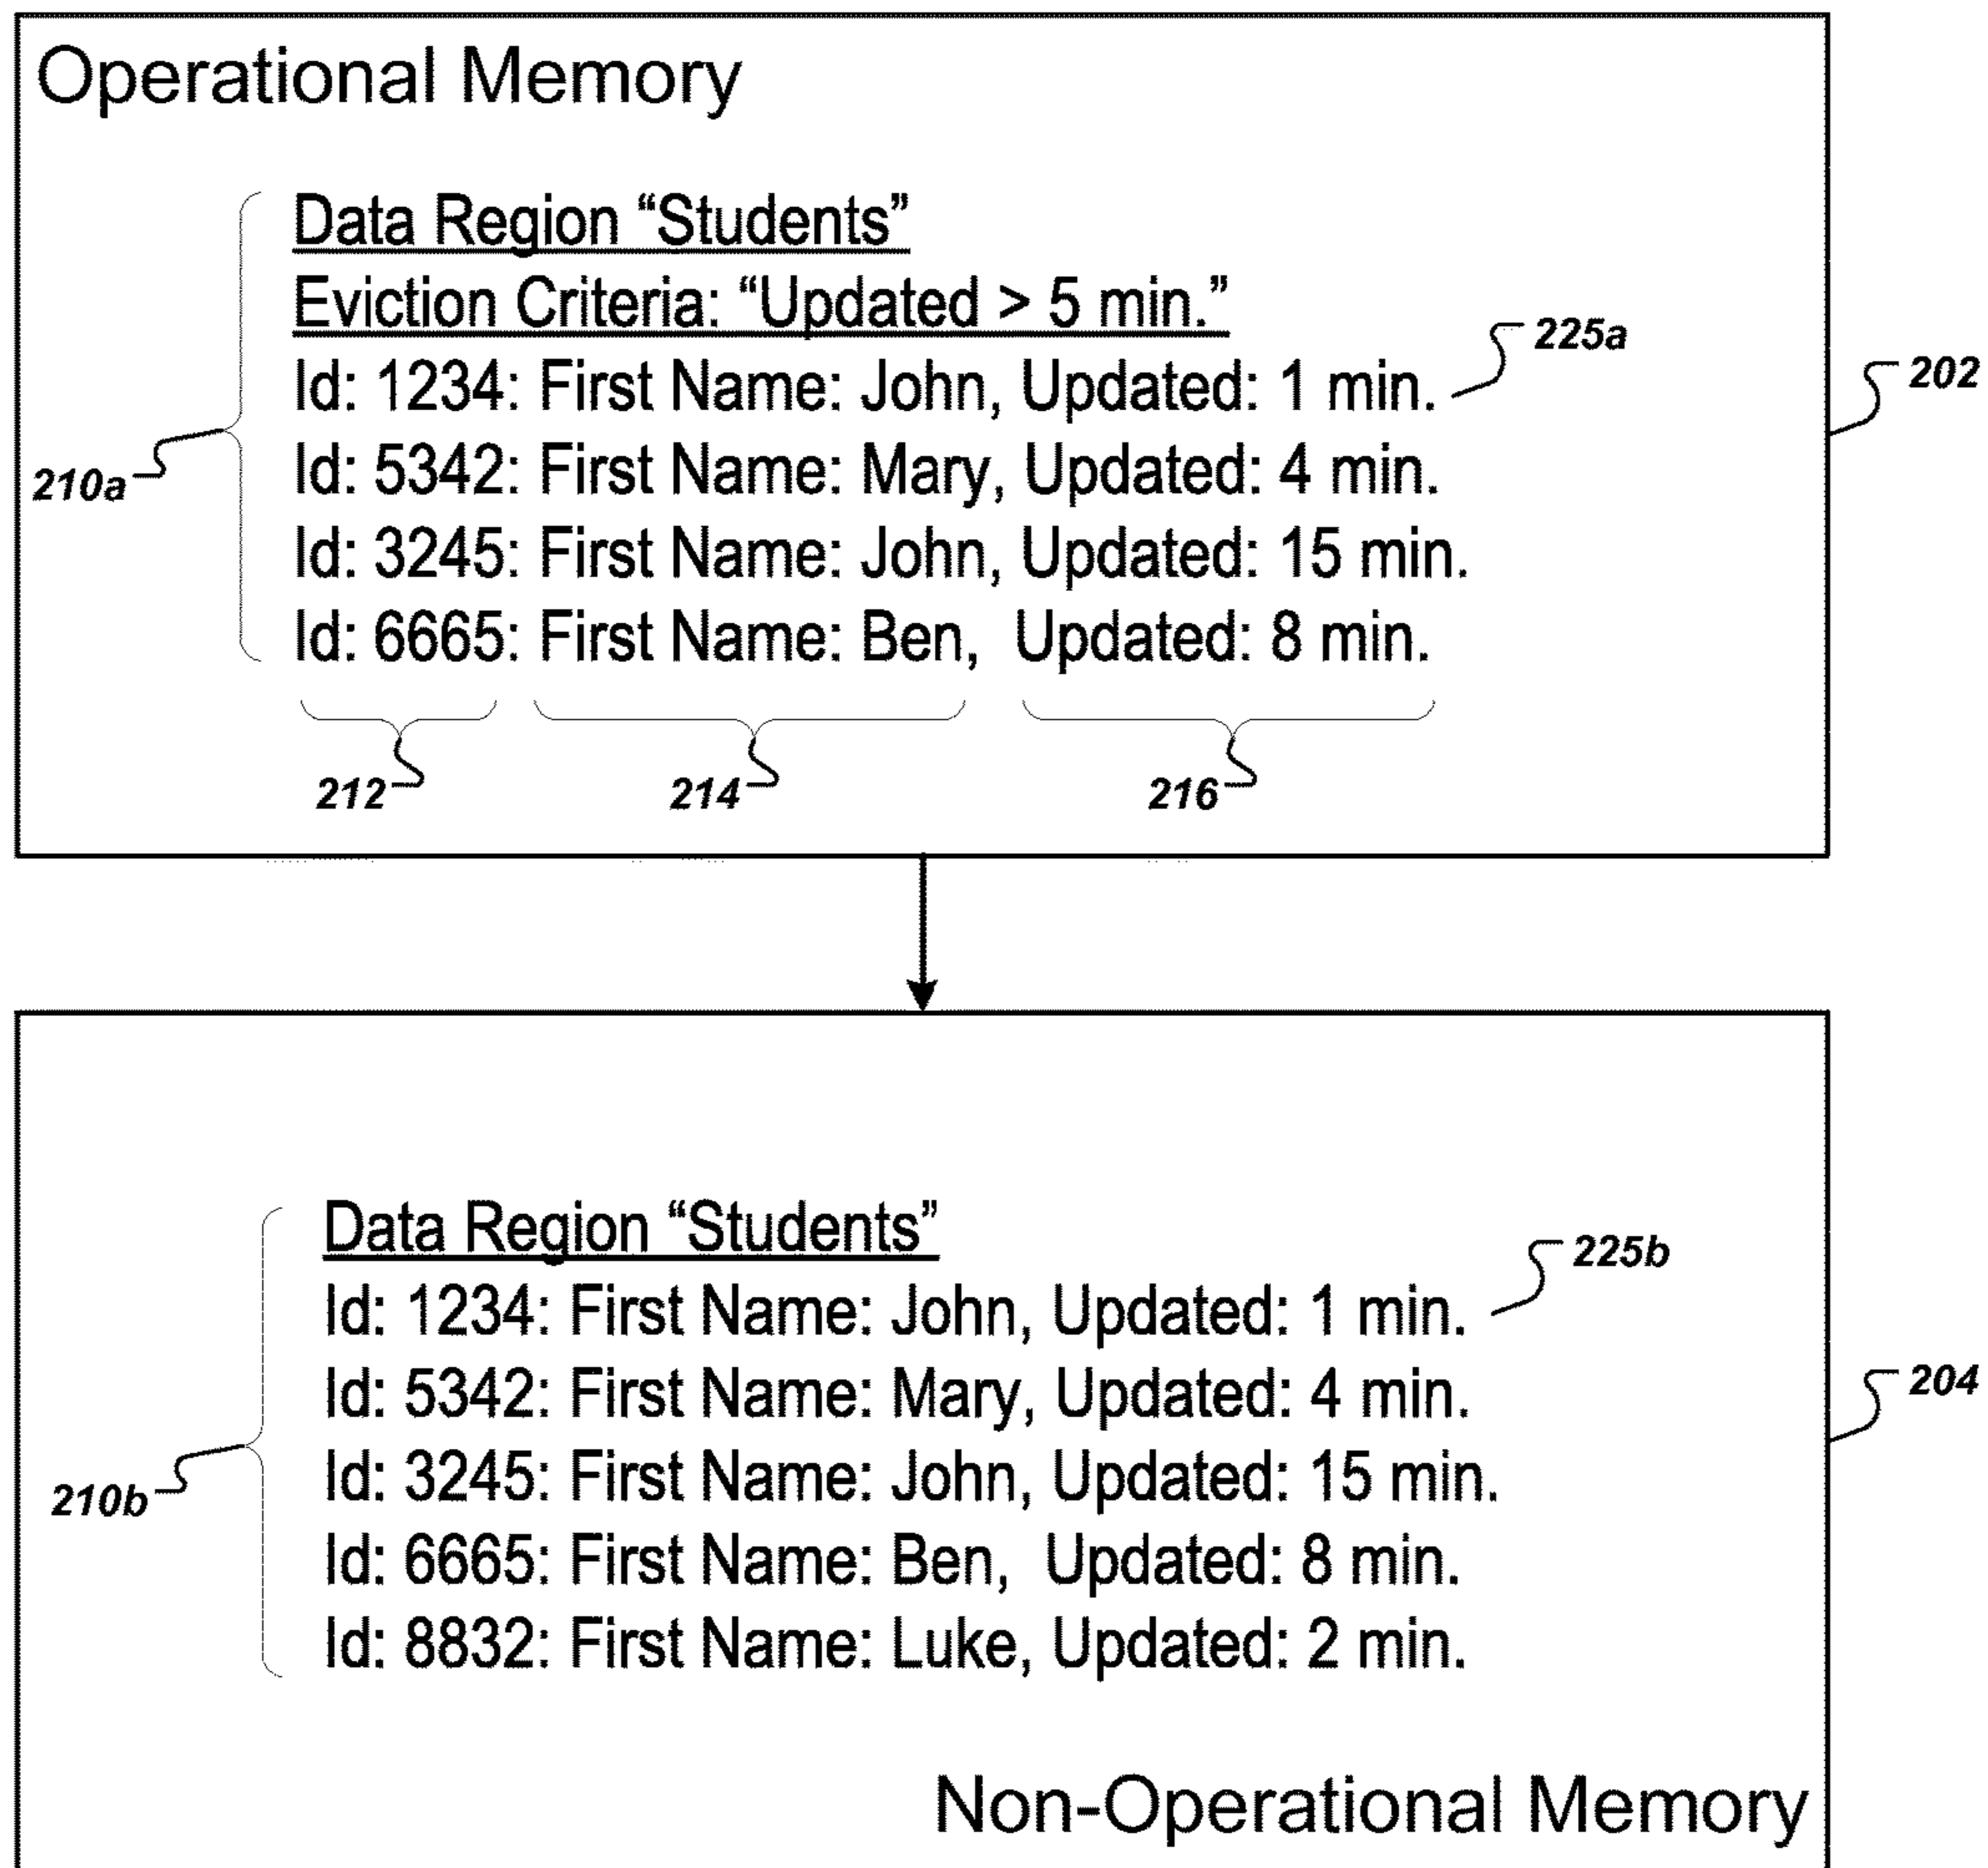 Operational Memory
Data Region “Students”
Eviction Criteria: “Updated > 5 min.”
225a
Id: 1234: First Name: John, Updated: 1 min.
202
Id: 5342: First Name: Mary, Updated: 4 min.
210a
Id: 3245: First Name: John, Updated: 15 min.
Id: 6665: First Name: Ben, Updated: 8 min.
212 214 216
Data Region “Students”
225b
Id: 1234: First Name: John, Updated: 1 min.
Id: 5342: First Name: Mary, Updated: 4 min.
204
Id: 3245: First Name: John, Updated: 15 min.
210b
Id: 6665: First Name: Ben, Updated: 8 min.
Id: 8832: First Name: Luke, Updated: 2 min.
Non-Operational Memory